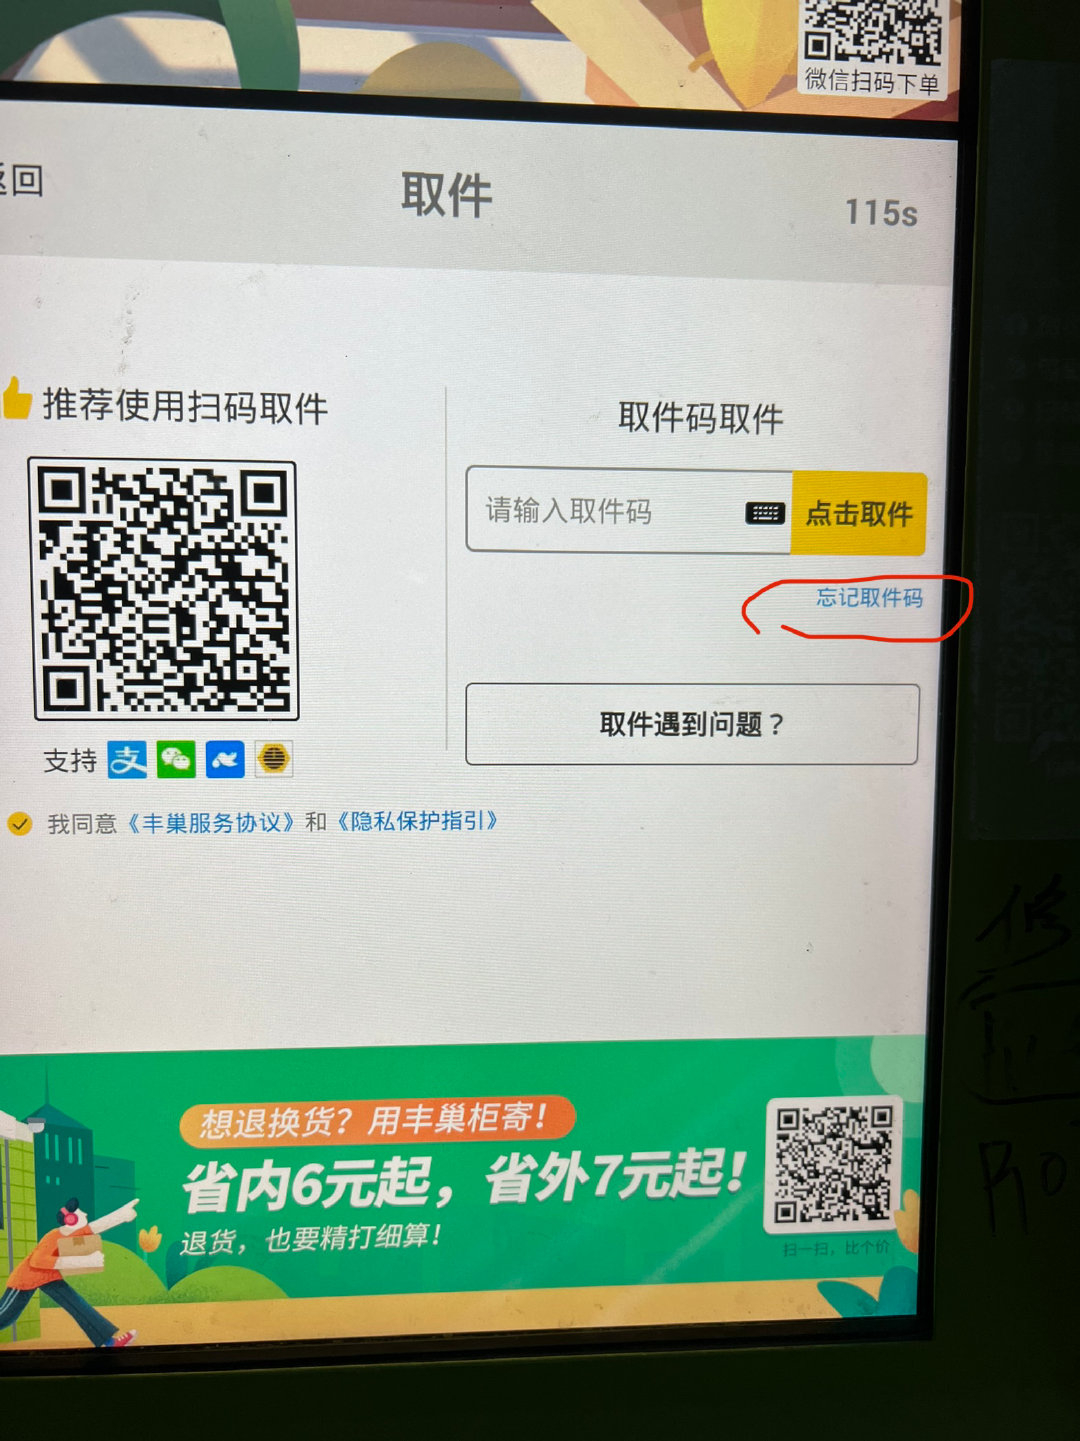 微信扫码下单
返回
取件
115s
推荐使用扫码取件
取件码取件
请输入取件码
点击取件
忘记取件码
取件遇到问题？
支持
支
我同意《丰巢服务协议》和《隐私保护指引》
想退换货？用丰巢柜寄！
省内6元起，省外7元起！
退货，也要精打细算！
扫一扫，比个价